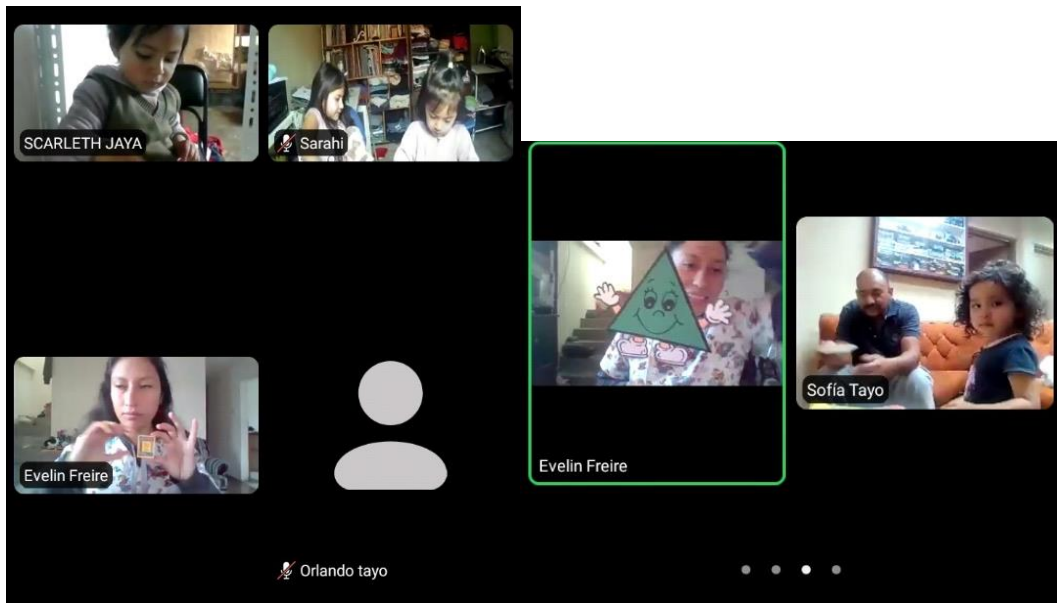 SCARLETH JAYA
Sarahi
Evelin Freire
Orlando tayo
Evelin Freire
Sofía Tayo